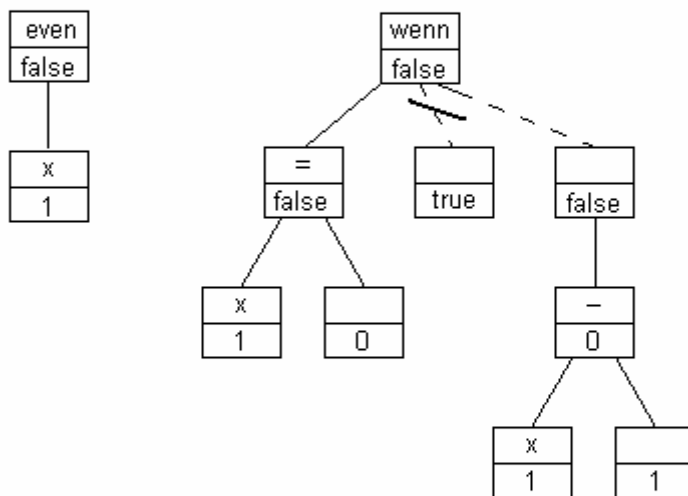 even
wenn
false
false
x
=
1
false
true
false
x
–
1
0
0
x
1
1